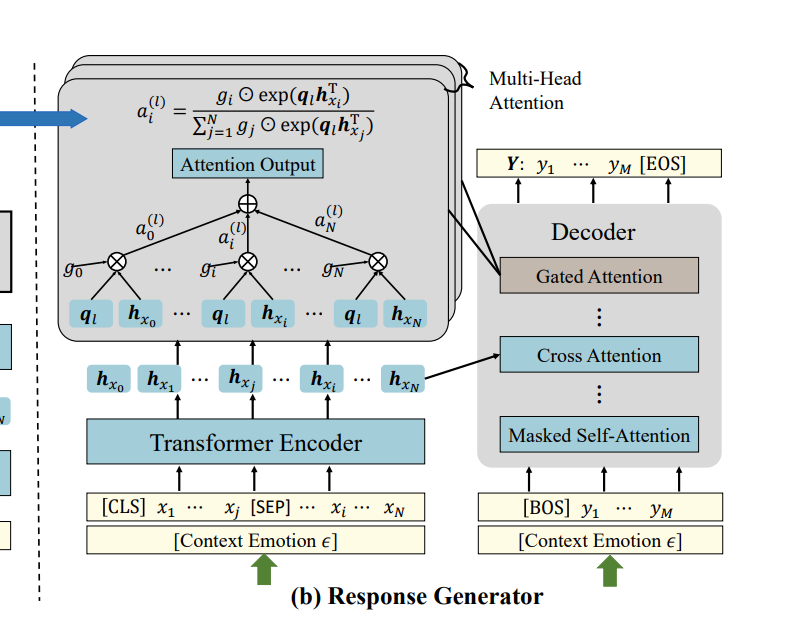 Multi-Head
Attention
a_i^{(l)} = \frac{g_i ⊙ exp(q_l h_{x_i}^T)}{∑_{j=1}^{N} g_j ⊙ exp(q_l h_{x_j}^T)}
Attention Output
a_0^{(l)} a_i^{(l)} a_N^{(l)}
g_0 ... g_i ... g_N
q_l h_{x_0} ... q_l h_{x_i} ... q_l h_{x_N}
h_{x_0} h_{x_1} ... h_{x_j} ... h_{x_i} ... h_{x_N}
Transformer Encoder
[CLS] x_1 ... x_j [SEP] ... x_i ... x_N
[Context Emotion ϵ]
Y: y_1 ... y_M [EOS]
Decoder
Gated Attention
⋮
Cross Attention
⋮
Masked Self-Attention
[BOS] y_1 ... y_M
[Context Emotion ϵ]
(b) Response Generator
N